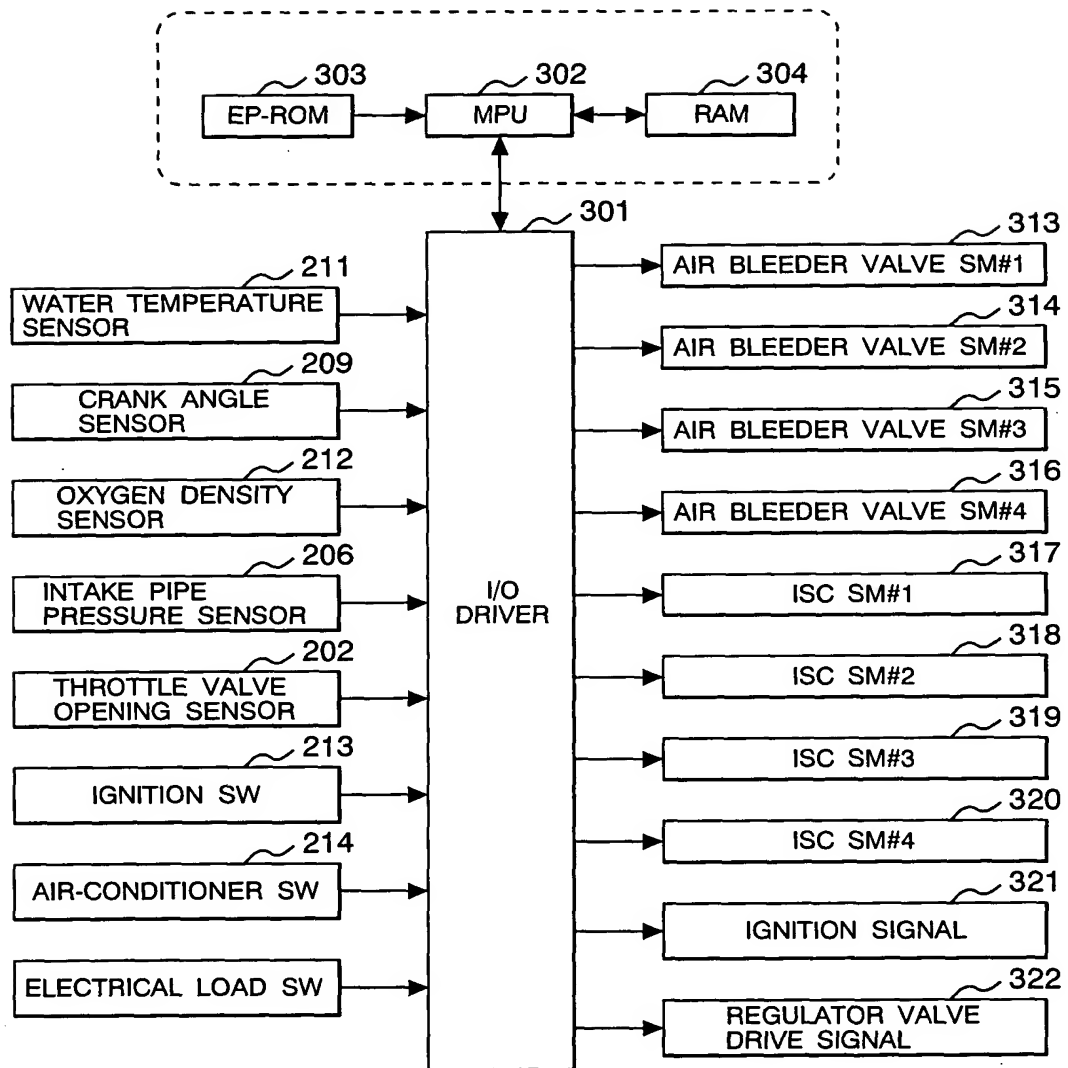 303
302
304
EP-ROM
MPU
RAM
301
313
AIR BLEEDER VALVE SM#1
211
WATER TEMPERATURE
SENSOR
314
AIR BLEEDER VALVE SM#2
209
CRANK ANGLE
SENSOR
315
AIR BLEEDER VALVE SM#3
212
OXYGEN DENSITY
SENSOR
316
AIR BLEEDER VALVE SM#4
206
INTAKE PIPE
PRESSURE SENSOR
I/O
DRIVER
317
ISC SM#1
202
THROTTLE VALVE
OPENING SENSOR
318
ISC SM#2
213
IGNITION SW
319
ISC SM#3
214
AIR-CONDITIONER SW
320
ISC SM#4
321
IGNITION SIGNAL
ELECTRICAL LOAD SW
322
REGULATOR VALVE
DRIVE SIGNAL